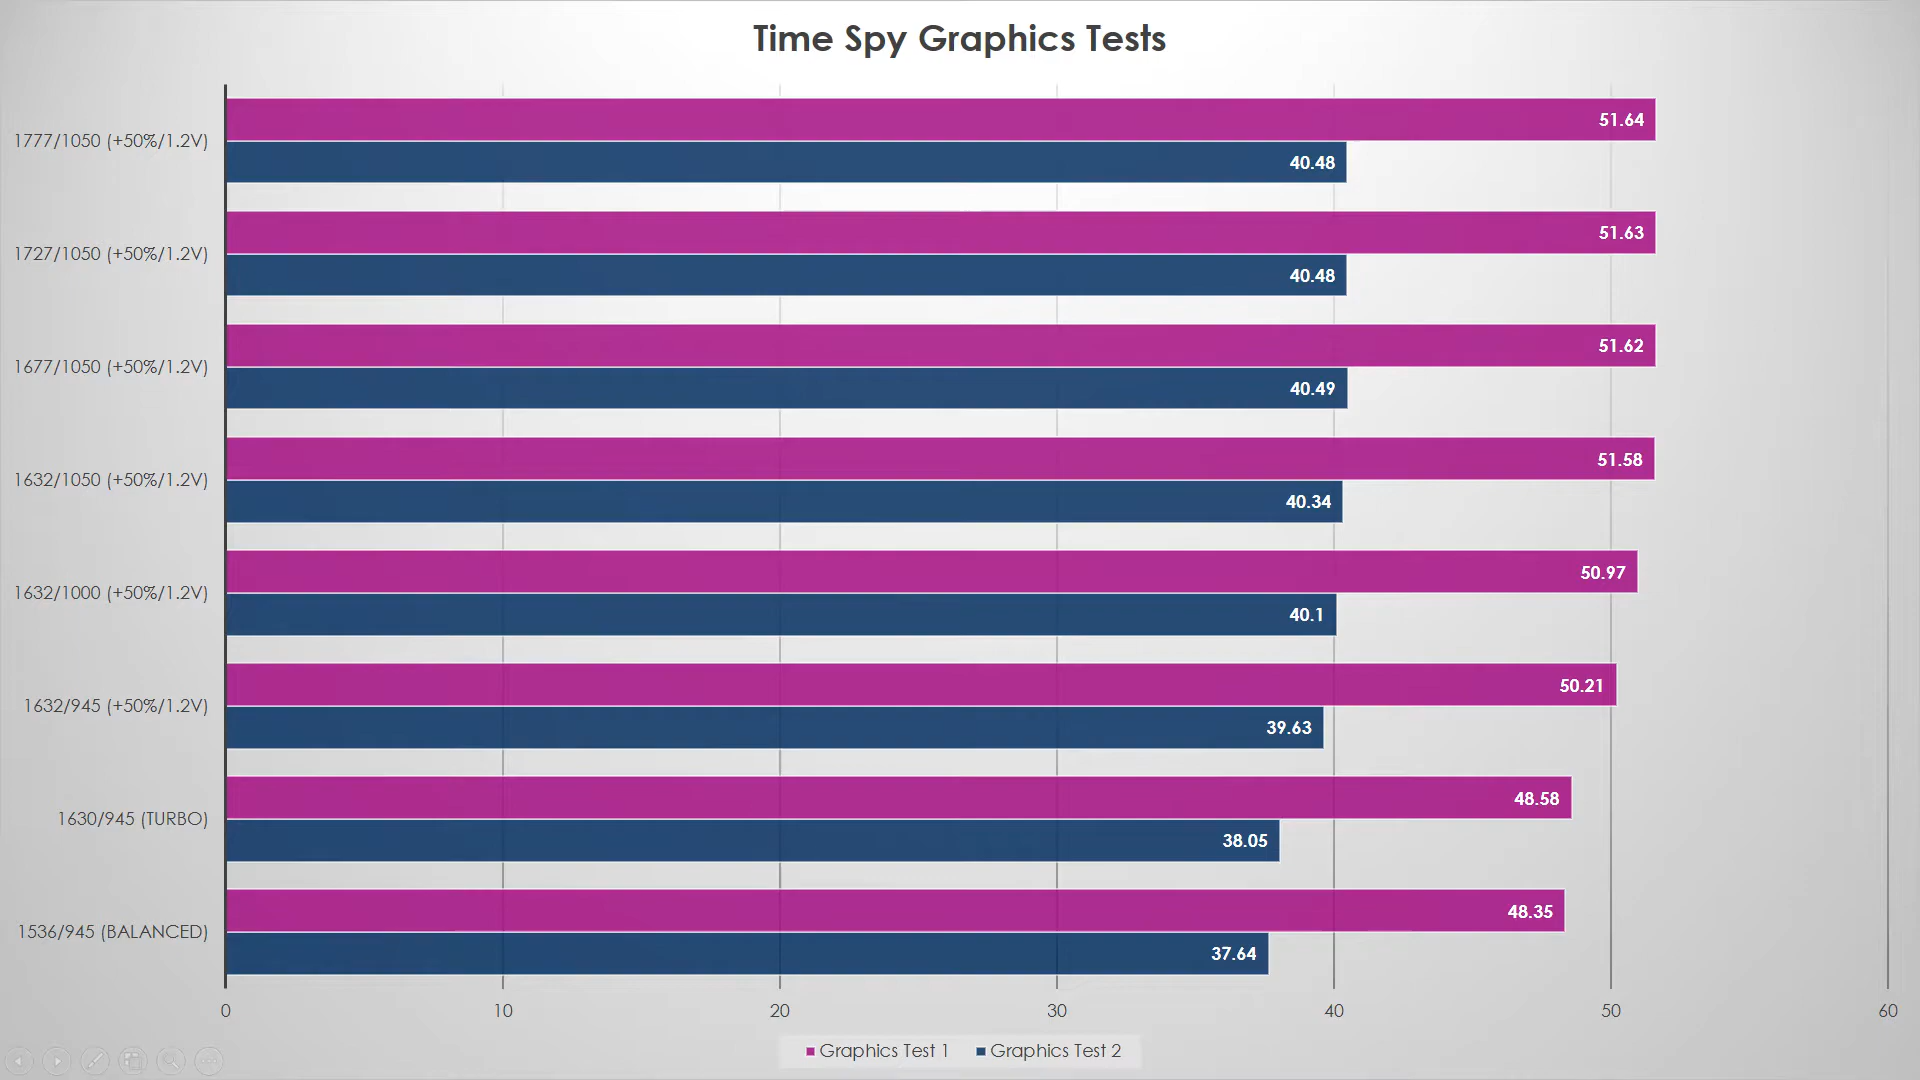 Time Spy Graphics Tests
1777/1050 (+50%/1.2V)
51.64
40.48
1727/1050 (+50%/1.2V)
51.63
40.48
1677/1050 (+50%/1.2V)
51.62
40.49
1632/1050 (+50%/1.2V)
51.58
40.34
1632/1000 (+50%/1.2V)
50.97
40.1
1632/945 (+50%/1.2V)
50.21
39.63
1630/945 (TURBO)
48.58
38.05
1536/945 (BALANCED)
48.35
37.64
0 10 20 30 40 50 60
Graphics Test 1 Graphics Test 2